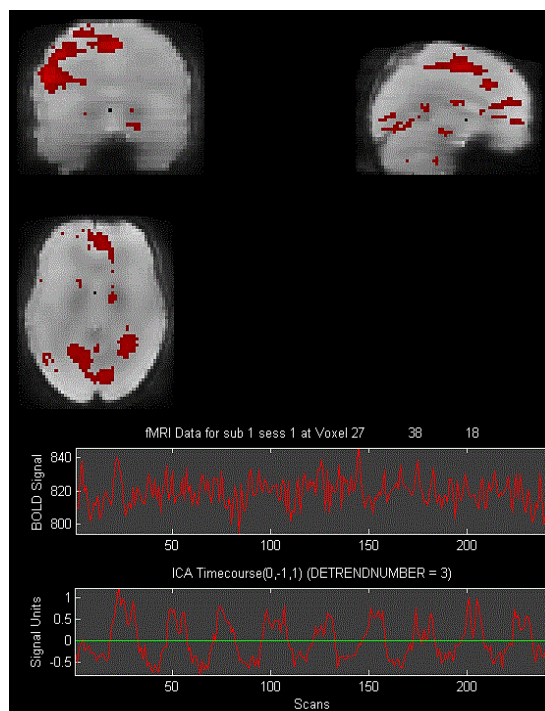 fMRI Data for sub 1 sess 1 at Voxel 27 38 18
BOLD Signal
840
820
800
50 100 150 200
ICA Timecourse(0,-1,1) (DETRENDNUMBER = 3)
Signal Units
1
0.5
0
-0.5
50 100 150 200
Scans